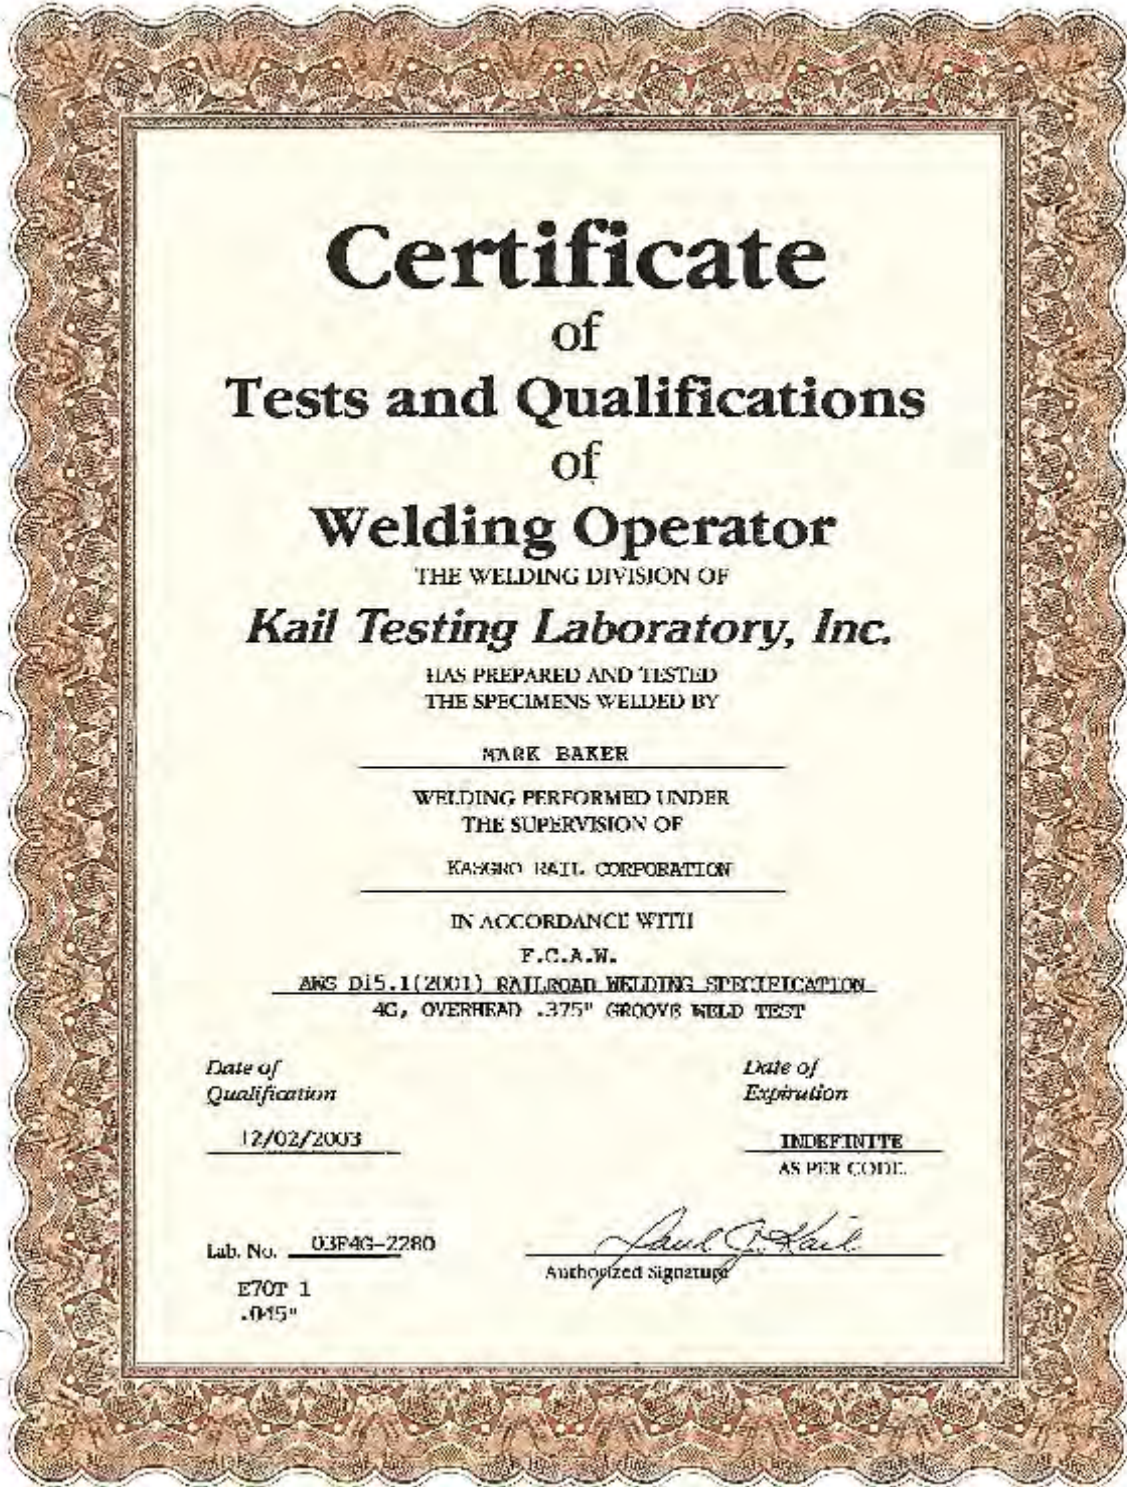 Certificate
of
Tests and Qualifications
of
Welding Operator
THE WELDING DIVISION OF
Kail Testing Laboratory, Inc.
HAS PREPARED AND TESTED
THE SPECIMENS WELDED BY
MARK BAKER
WELDING PERFORMED UNDER
THE SUPERVISION OF
KASGRO RAIL CORPORATION
IN ACCORDANCE WITH
F.C.A.W.
AWS D15.1(2001) RAILROAD WELDING SPECIFICATION
4G, OVERHEAD .375" GROOVE WELD TEST
Date of
Qualification
12/02/2003
Date of
Expiration
INDEFINITE
AS PER CODE
Lab. No. 03F4G-2280
E70T 1
.045"
Paul J. Kail
Authorized Signature